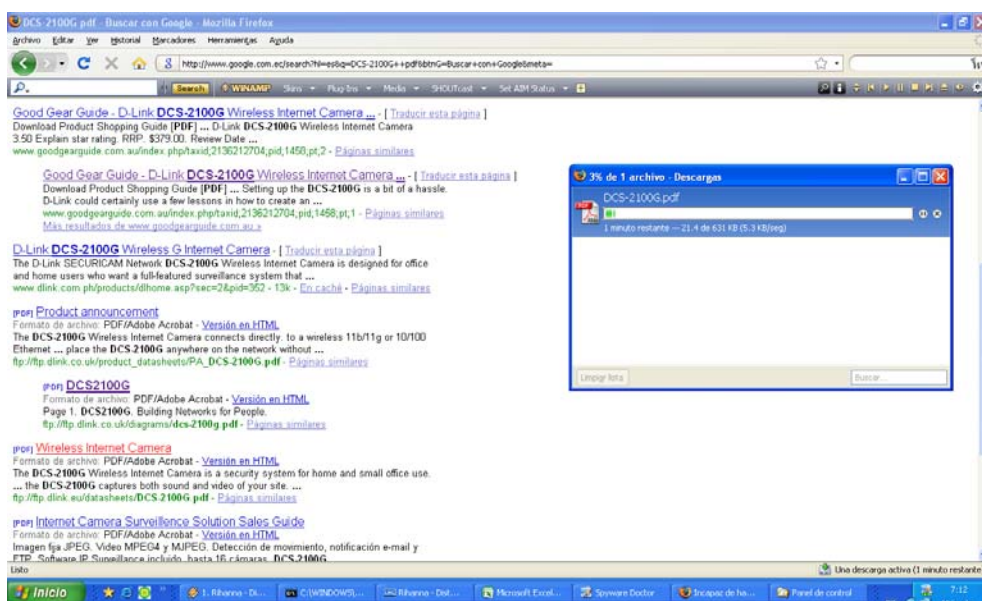 DCS-2100G pdf - Buscar con Google - Mozilla Firefox
Archivo Editar Ver Historial Marcadores Herramientas Ayuda
http://www.google.com.ec/search?hl=es&q=DCS-2100G++pdf&btnG=Buscar+con+Google&meta=
Search WINAMP Skins Plug-Ins Media SHOUTcast Set AIM Status
Good Gear Guide - D-Link DCS-2100G Wireless Internet Camera ... - [ Traducir esta página ]
Download Product Shopping Guide [PDF] ... D-Link DCS-2100G Wireless Internet Camera
3.50 Explain star rating. RRP. $379.00. Review Date ...
www.goodgearguide.com.au/index.php/taxid;2136212704;pid;1458;pt;2 - Páginas similares
Good Gear Guide - D-Link DCS-2100G Wireless Internet Camera ... - [ Traducir esta página ]
Download Product Shopping Guide [PDF] ... Setting up the DCS-2100G is a bit of a hassle.
D-Link could certainly use a few lessons in how to create an ...
www.goodgearguide.com.au/index.php/taxid;2136212704;pid;1458;pt;1 - Páginas similares
Más resultados de www.goodgearguide.com.au »
D-Link DCS-2100G Wireless G Internet Camera - [ Traducir esta página ]
The D-Link SECURICAM Network DCS-2100G Wireless Internet Camera is designed for office
and home users who want a full-featured surveillance system that ...
www.dlink.com.ph/products/dlhome.asp?sec=2&pid=352 - 13k - En caché - Páginas similares
[PDF] Product announcement
Formato de archivo: PDF/Adobe Acrobat - Versión en HTML
The DCS-2100G Wireless Internet Camera connects directly. to a wireless 11b/11g or 10/100
Ethernet ... place the DCS-2100G anywhere on the network without ...
ftp://ftp.dlink.co.uk/product_datasheets/PA_DCS-2100G.pdf - Páginas similares
[PDF] DCS2100G
Formato de archivo: PDF/Adobe Acrobat - Versión en HTML
Page 1. DCS2100G. Building Networks for People.
ftp://ftp.dlink.co.uk/diagrams/dcs-2100g.pdf - Páginas similares
[PDF] Wireless Internet Camera
Formato de archivo: PDF/Adobe Acrobat - Versión en HTML
The DCS-2100G Wireless Internet Camera is a security system for home and small office use.
... the DCS-2100G captures both sound and video of your site. ...
ftp://ftp.dlink.eu/datasheets/DCS-2100G.pdf - Páginas similares
[PDF] Internet Camera Surveillence Solution Sales Guide
Formato de archivo: PDF/Adobe Acrobat - Versión en HTML
Imagen fija JPEG. Video MPEG4 y MJPEG. Detección de movimiento, notificación e-mail y
FTP. Software IP Surveillance incluido, hasta 16 cámaras. DCS-2100G
3% de 1 archivo - Descargas
DCS-2100G.pdf
1 minuto restante — 21.4 de 631 KB (5.3 KB/seg)
Limpiar lista
Buscar...
Listo
Una descarga activa (1 minuto restante
Inicio
1. Rihanna - Di...
C:\WINDOWS\...
Rihanna - Dist...
Microsoft Excel...
Spyware Doctor
Incapaz de ha...
Panel de control
7:12